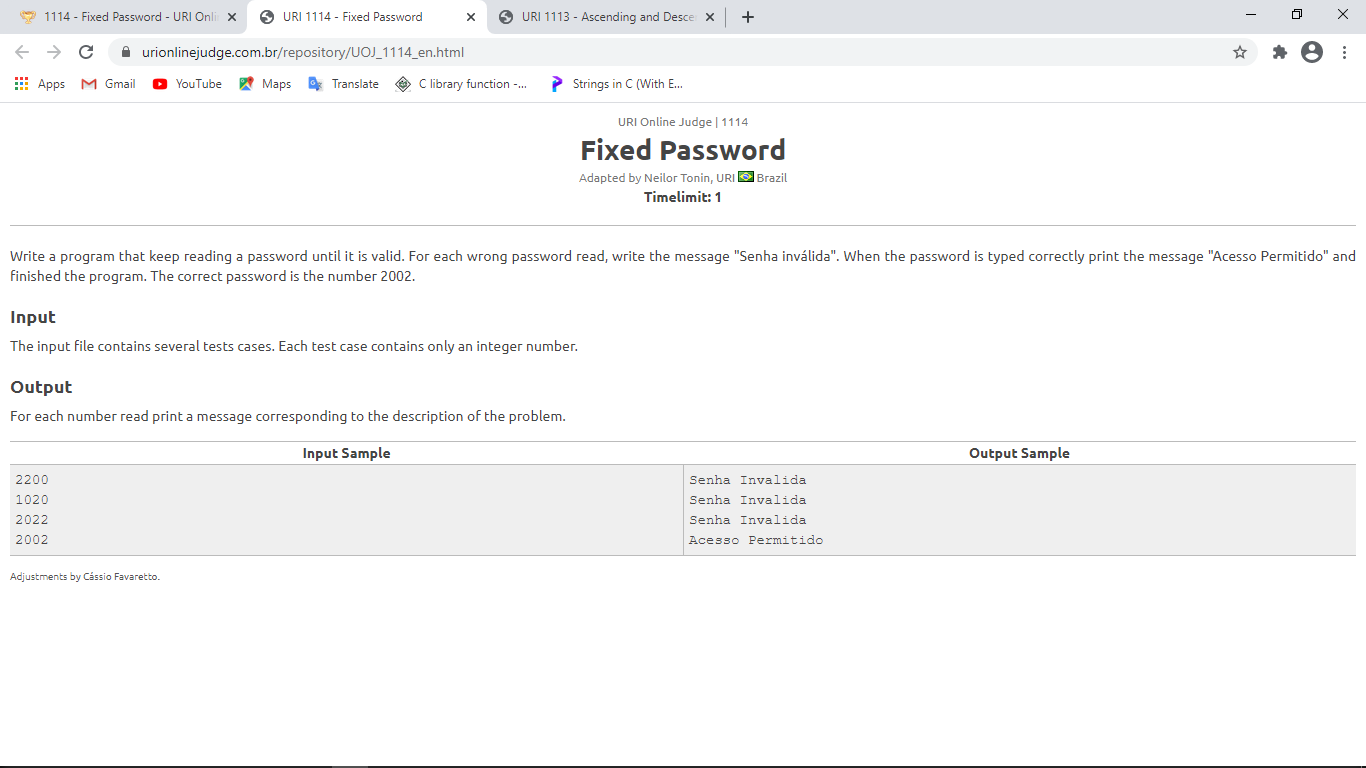 1114 - Fixed Password - URI Onli
URI 1114 - Fixed Password
URI 1113 - Ascending and Desce
urionlinejudge.com.br/repository/UOJ_1114_en.html
Apps Gmail YouTube Maps Translate C library function -... Strings in C (With E...
URI Online Judge | 1114
Fixed Password
Adapted by Neilor Tonin, URI Brazil
Timelimit: 1
Write a program that keep reading a password until it is valid. For each wrong password read, write the message "Senha inválida". When the password is typed correctly print the message "Acesso Permitido" and
finished the program. The correct password is the number 2002.
Input
The input file contains several tests cases. Each test case contains only an integer number.
Output
For each number read print a message corresponding to the description of the problem.
Input Sample Output Sample
2200 Senha Invalida
1020 Senha Invalida
2022 Senha Invalida
2002 Acesso Permitido
Adjustments by Cássio Favaretto.